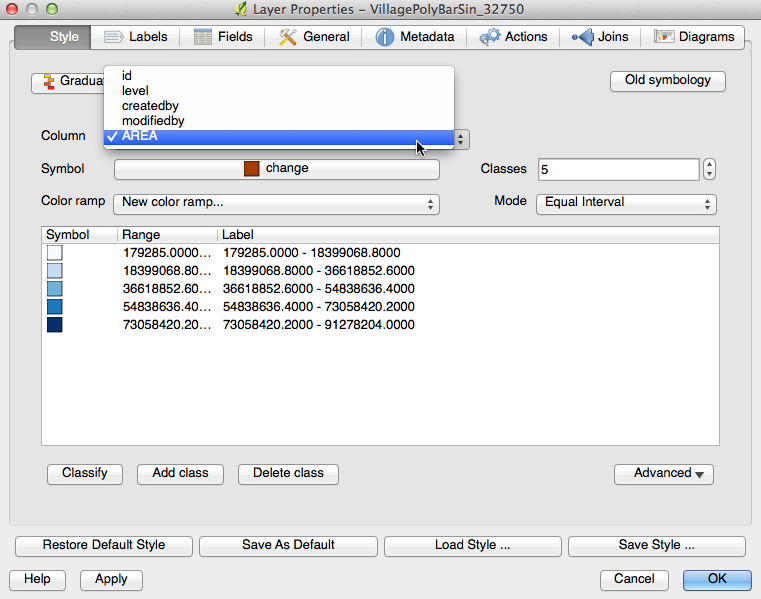 Layer Properties – VillagePolyBarSin_32750
Style Labels Fields General Metadata Actions Joins Diagrams
id
level
createdby
modifiedby
✓ AREA
Old symbology
Column
Symbol change Classes 5
Color ramp New color ramp... Mode Equal Interval
Symbol Range Label
179285.0000... 179285.0000 - 18399068.8000
18399068.80... 18399068.8000 - 36618852.6000
36618852.60... 36618852.6000 - 54838636.4000
54838636.40... 54838636.4000 - 73058420.2000
73058420.20... 73058420.2000 - 91278204.0000
Classify Add class Delete class Advanced
Restore Default Style Save As Default Load Style ... Save Style ...
Help Apply Cancel OK